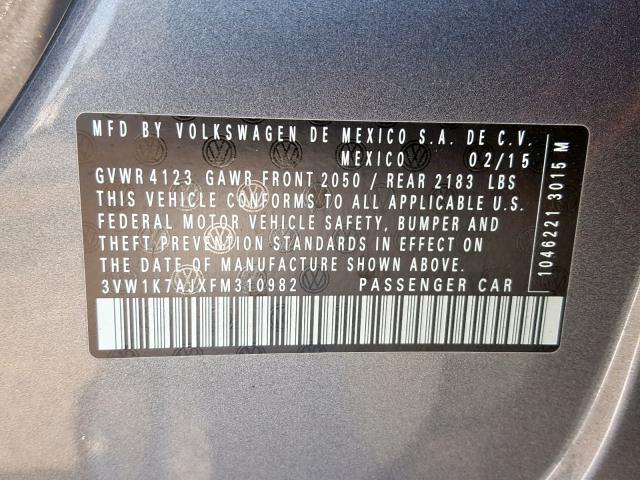 MFD BY VOLKSWAGEN DE MEXICO S.A. DE C.V.
MEXICO 02/15
GVWR 4123 GAWR FRONT 2050 / REAR 2183 LBS
THIS VEHICLE CONFORMS TO ALL APPLICABLE U.S.
FEDERAL MOTOR VEHICLE SAFETY, BUMPER AND
THEFT PREVENTION STANDARDS IN EFFECT ON
THE DATE OF MANUFACTURE SHOWN ABOVE.
3VW1K7AJXFM310982 PASSENGER CAR
1046221 3015 M